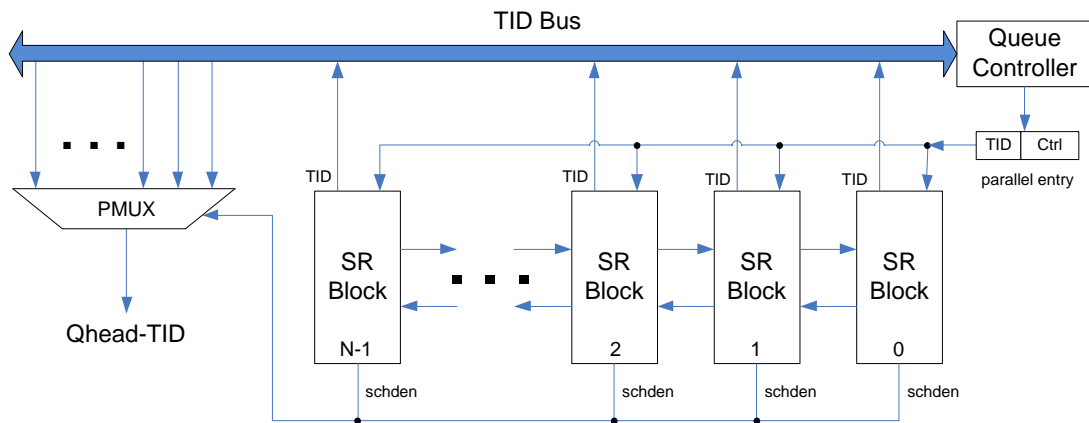 TID Bus
Queue
Controller
TID Ctrl
parallel entry
. . .
PMUX
Qhead-TID
TID
TID
TID
TID
SR
Block
N-1
. . .
SR
Block
2
SR
Block
1
SR
Block
0
schden
schden
schden
schden